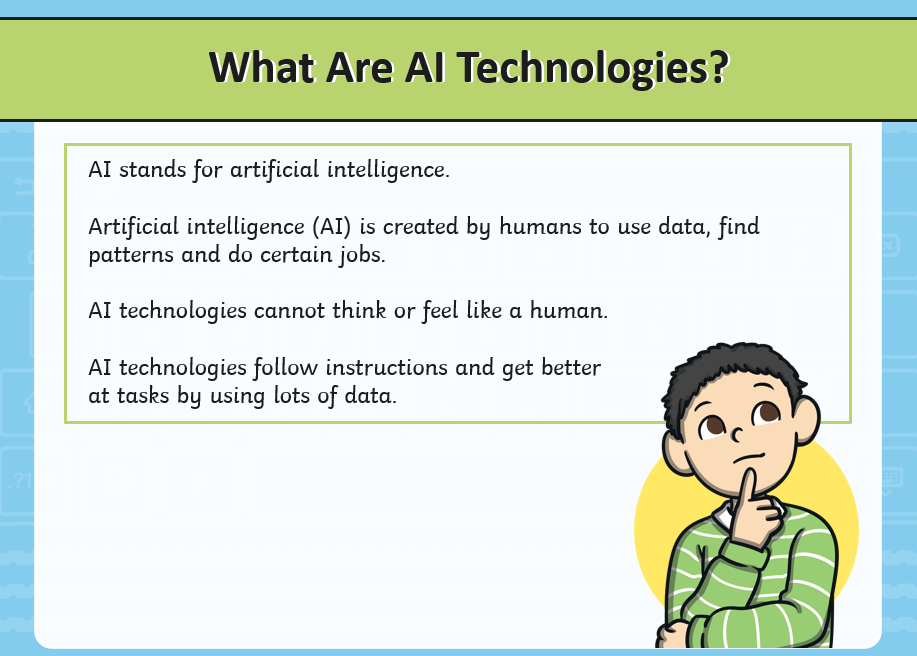 What Are AI Technologies?
AI stands for artificial intelligence.
Artificial intelligence (AI) is created by humans to use data, find
patterns and do certain jobs.
AI technologies cannot think or feel like a human.
AI technologies follow instructions and get better
at tasks by using lots of data.
.?1